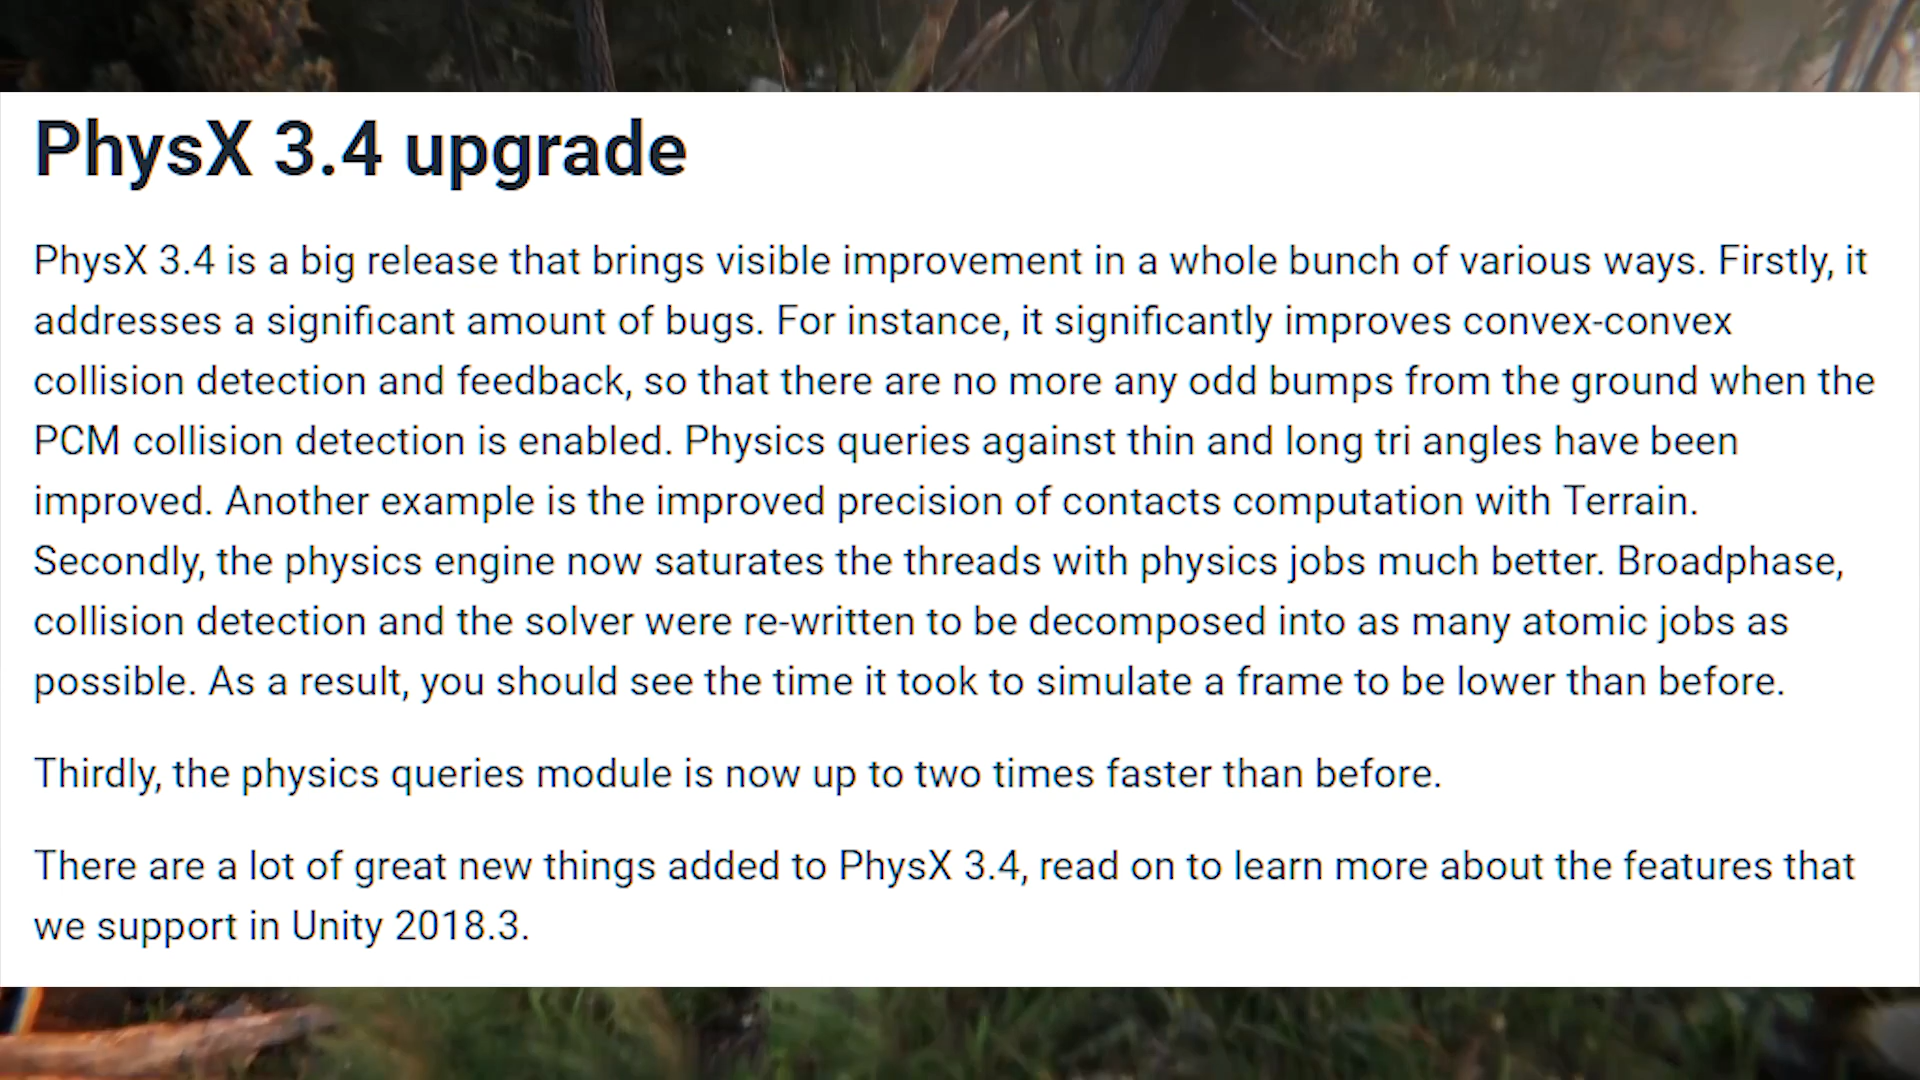 PhysX 3.4 upgrade
PhysX 3.4 is a big release that brings visible improvement in a whole bunch of various ways. Firstly, it
addresses a significant amount of bugs. For instance, it significantly improves convex-convex
collision detection and feedback, so that there are no more any odd bumps from the ground when the
PCM collision detection is enabled. Physics queries against thin and long tri angles have been
improved. Another example is the improved precision of contacts computation with Terrain.
Secondly, the physics engine now saturates the threads with physics jobs much better. Broadphase,
collision detection and the solver were re-written to be decomposed into as many atomic jobs as
possible. As a result, you should see the time it took to simulate a frame to be lower than before.
Thirdly, the physics queries module is now up to two times faster than before.
There are a lot of great new things added to PhysX 3.4, read on to learn more about the features that
we support in Unity 2018.3.